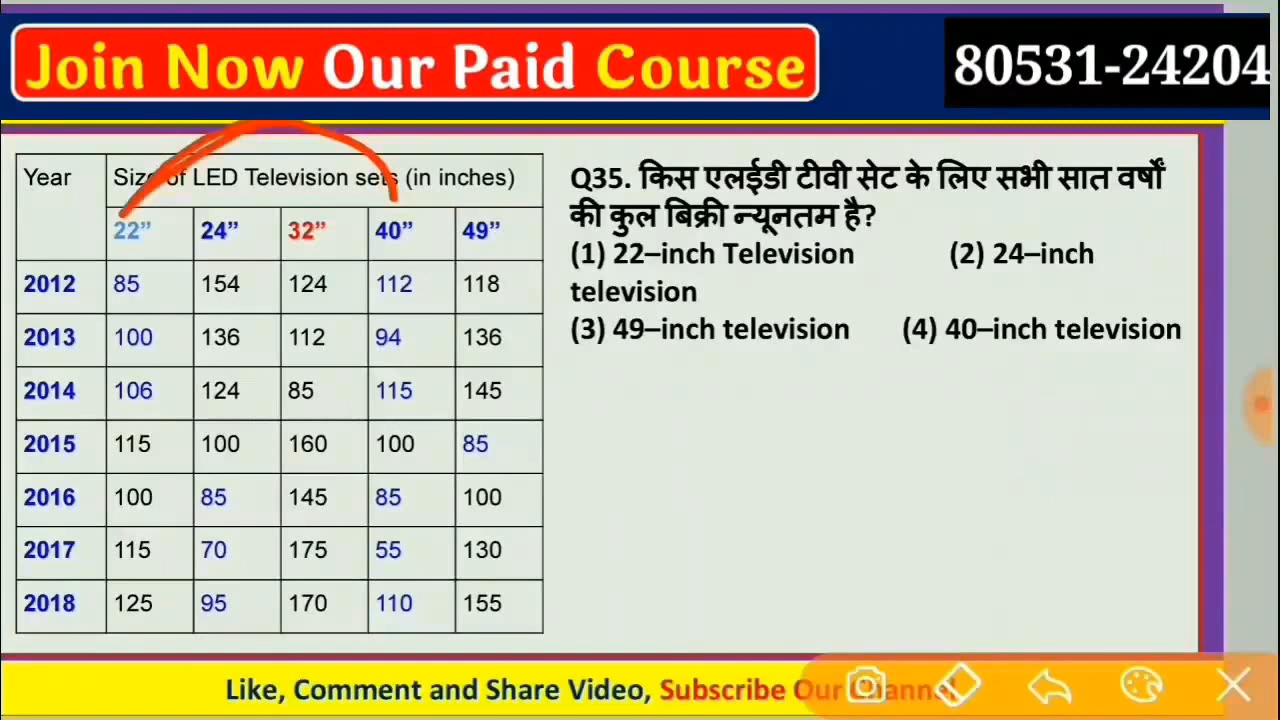 Join Now Our Paid Course
80531-24204
Year Size of LED Television sets (in inches)
22” 24” 32” 40” 49”
2012 85 154 124 112 118
2013 100 136 112 94 136
2014 106 124 85 115 145
2015 115 100 160 100 85
2016 100 85 145 85 100
2017 115 70 175 55 130
2018 125 95 170 110 155
Q35. किस एलईडी टीवी सेट के लिए सभी सात वर्षों
की कुल बिक्री न्यूनतम है?
(1) 22–inch Television (2) 24–inch
television
(3) 49–inch television (4) 40–inch television
Like, Comment and Share Video, Subscribe Our Channel